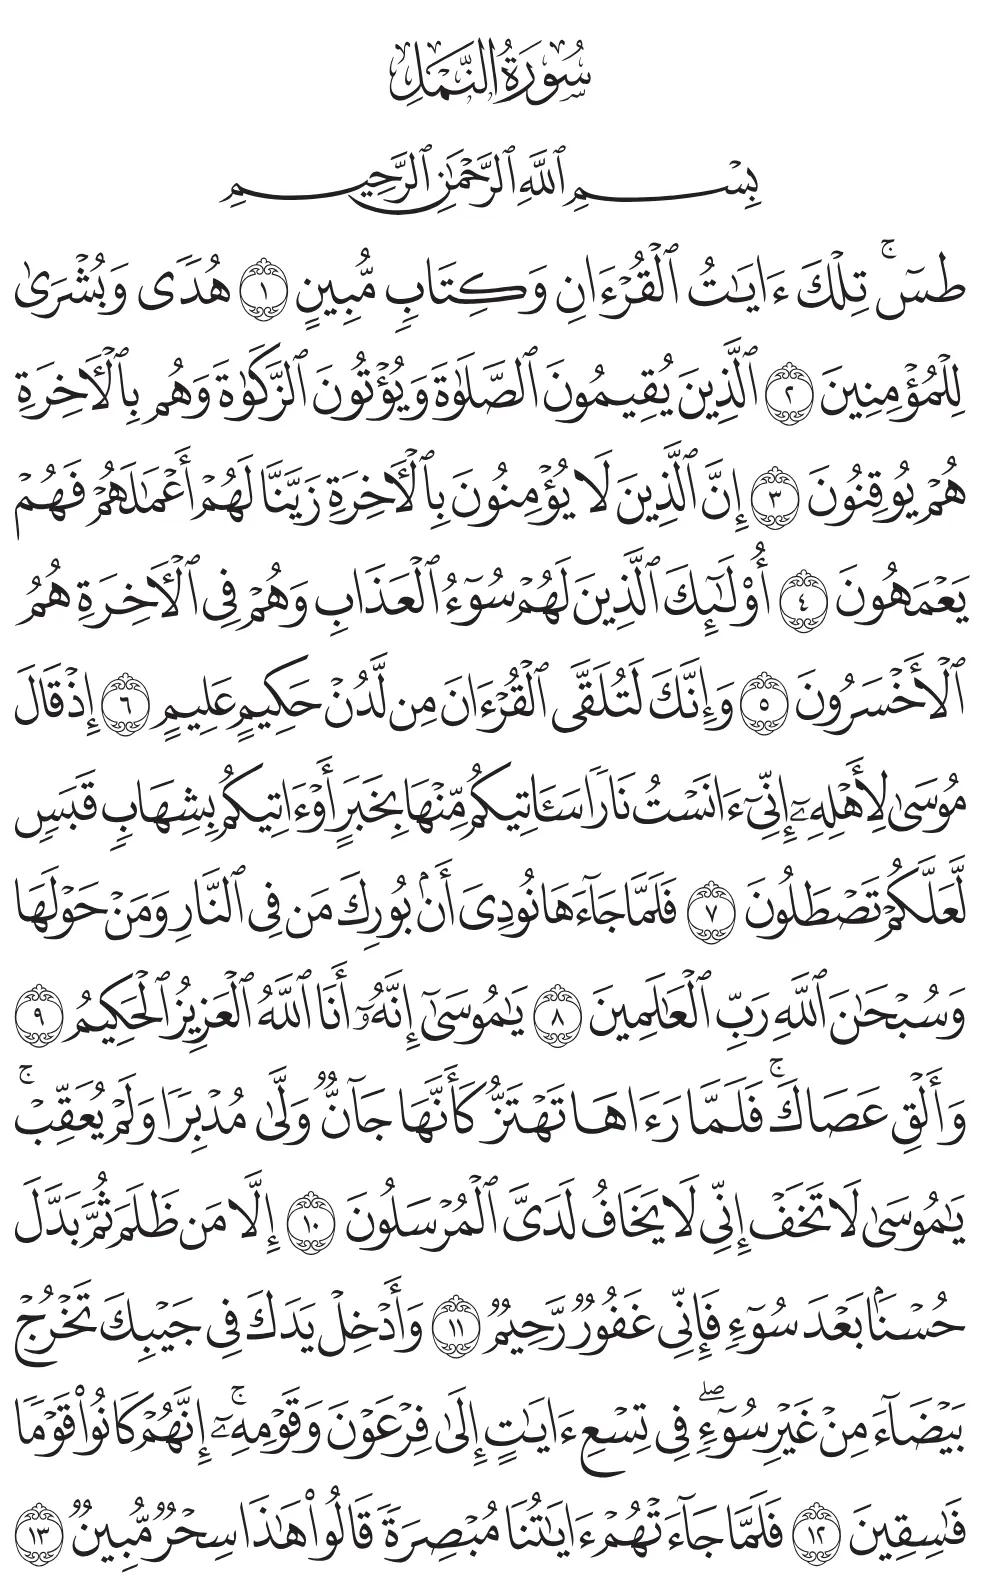 سُورَةُ النَّمْلِ
بِسْمِ ٱللَّهِ ٱلرَّحْمَٰنِ ٱلرَّحِيمِ
طسٓۚ تِلْكَ ءَايَٰتُ ٱلْقُرْءَانِ وَكِتَابٍ مُّبِينٍ ١ هُدًى وَبُشْرَىٰ
لِلْمُؤْمِنِينَ ٢ ٱلَّذِينَ يُقِيمُونَ ٱلصَّلَوٰةَ وَيُؤْتُونَ ٱلزَّكَوٰةَ وَهُم بِٱلْأَخِرَةِ
هُمْ يُوقِنُونَ ٣ إِنَّ ٱلَّذِينَ لَا يُؤْمِنُونَ بِٱلْأَخِرَةِ زَيَّنَّا لَهُمْ أَعْمَٰلَهُمْ فَهُمْ
يَعْمَهُونَ ٤ أُوْلَٰٓئِكَ ٱلَّذِينَ لَهُمْ سُوٓءُ ٱلْعَذَابِ وَهُمْ فِى ٱلْأَخِرَةِ هُمُ
ٱلْأَخْسَرُونَ ٥ وَإِنَّكَ لَتُلَقَّى ٱلْقُرْءَانَ مِن لَّدُنْ حَكِيمٍ عَلِيمٍ ٦ إِذْ قَالَ
مُوسَىٰ لِأَهْلِهِۦٓ إِنِّىٓ ءَانَسْتُ نَارًا سَـَٔاتِيكُم مِّنْهَا بِخَبَرٍ أَوْ ءَاتِيكُم بِشِهَابٍ قَبَسٍ
لَّعَلَّكُمْ تَصْطَلُونَ ٧ فَلَمَّا جَآءَهَا نُودِىَ أَنۢ بُورِكَ مَن فِى ٱلنَّارِ وَمَنْ حَوْلَهَا
وَسُبْحَٰنَ ٱللَّهِ رَبِّ ٱلْعَٰلَمِينَ ٨ يَٰمُوسَىٰٓ إِنَّهُۥٓ أَنَا ٱللَّهُ ٱلْعَزِيزُ ٱلْحَكِيمُ ٩
وَأَلْقِ عَصَاكَۚ فَلَمَّا رَءَاهَا تَهْتَزُّ كَأَنَّهَا جَآنٌّ وَلَّىٰ مُدْبِرًا وَلَمْ يُعَقِّبْۚ
يَٰمُوسَىٰ لَا تَخَفْ إِنِّى لَا يَخَافُ لَدَىَّ ٱلْمُرْسَلُونَ ١٠ إِلَّا مَن ظَلَمَ ثُمَّ بَدَّلَ
حُسْنًۢا بَعْدَ سُوٓءٍ فَإِنِّى غَفُورٌ رَّحِيمٌ ١١ وَأَدْخِلْ يَدَكَ فِى جَيْبِكَ تَخْرُجْ
بَيْضَآءَ مِنْ غَيْرِ سُوٓءٍۖ فِى تِسْعِ ءَايَٰتٍ إِلَىٰ فِرْعَوْنَ وَقَوْمِهِۦٓۚ إِنَّهُمْ كَانُوا۟ قَوْمًا
فَٰسِقِينَ ١٢ فَلَمَّا جَآءَتْهُمْ ءَايَٰتُنَا مُبْصِرَةً قَالُوا۟ هَٰذَا سِحْرٌ مُّبِينٌ ١٣